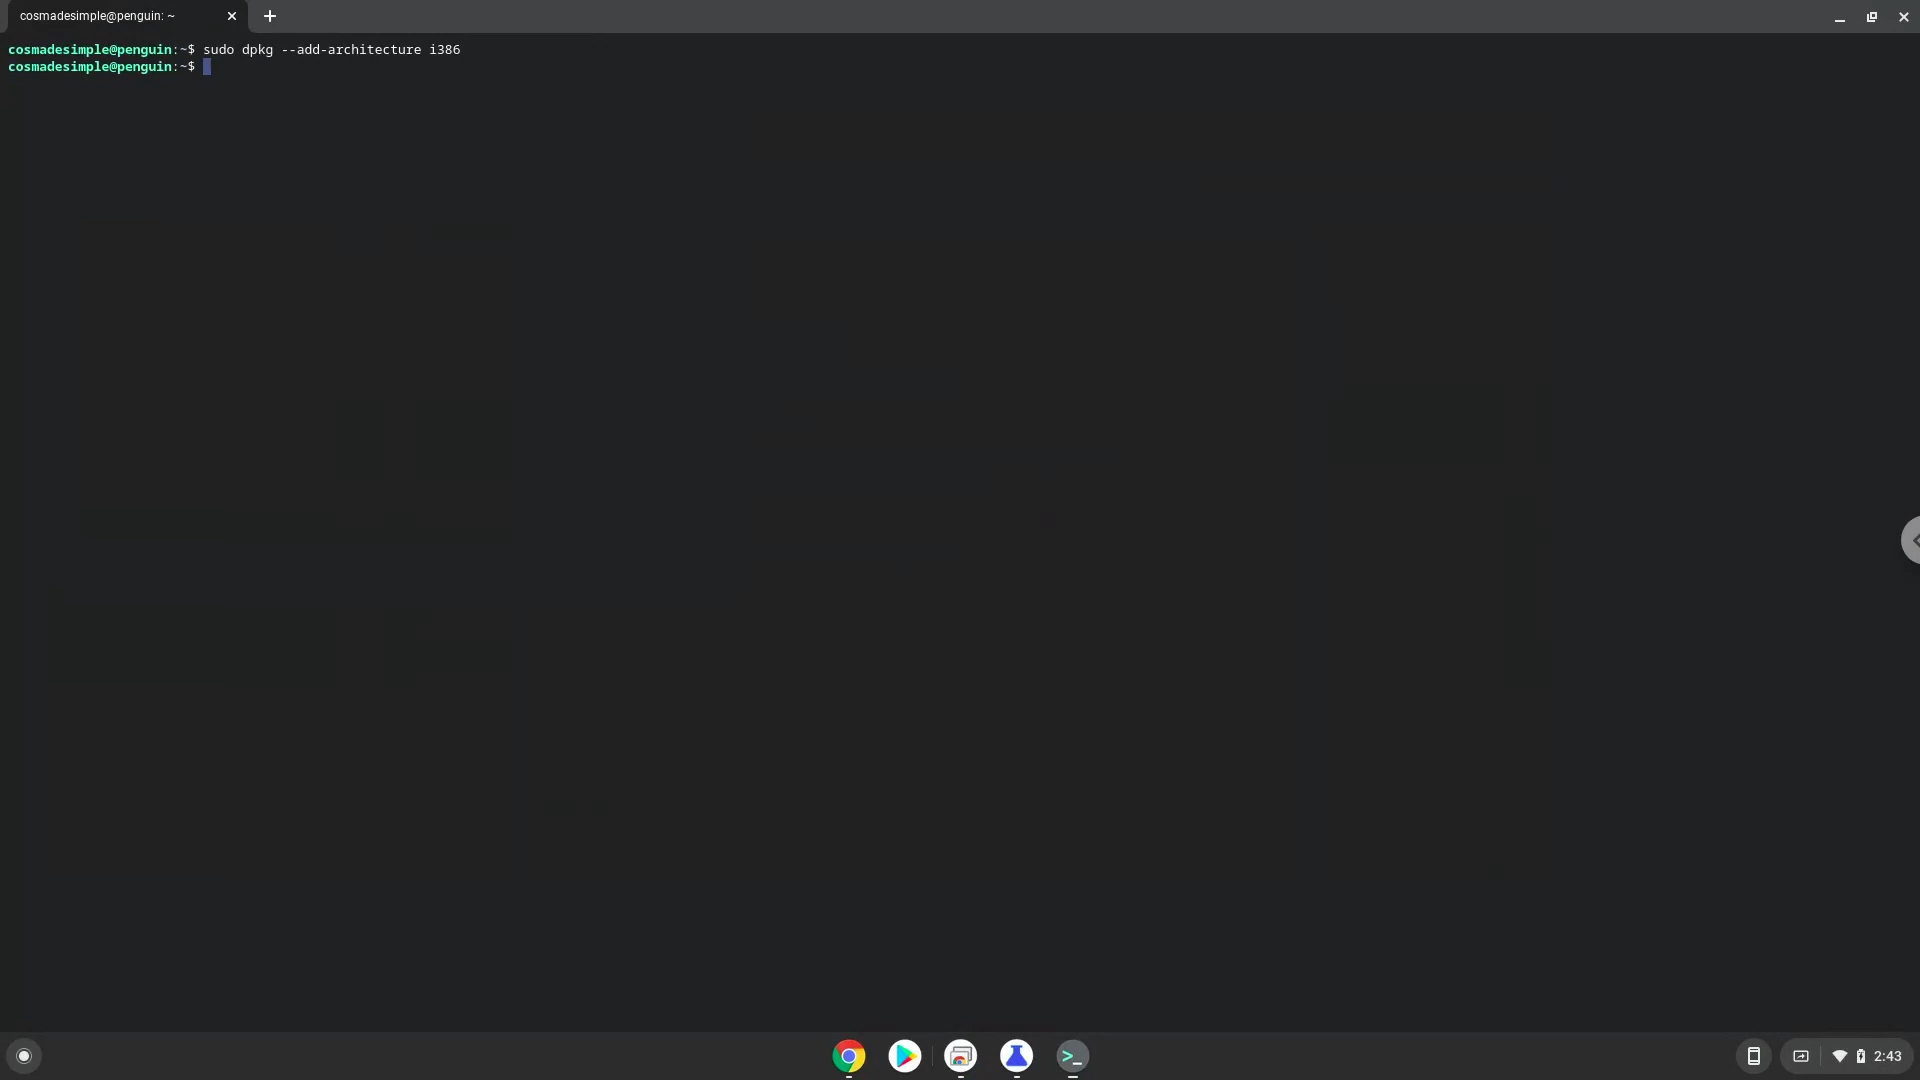 cosmadesimple@penguin: ~
cosmadesimple@penguin:~$ sudo dpkg --add-architecture i386
cosmadesimple@penguin:~$
2:43